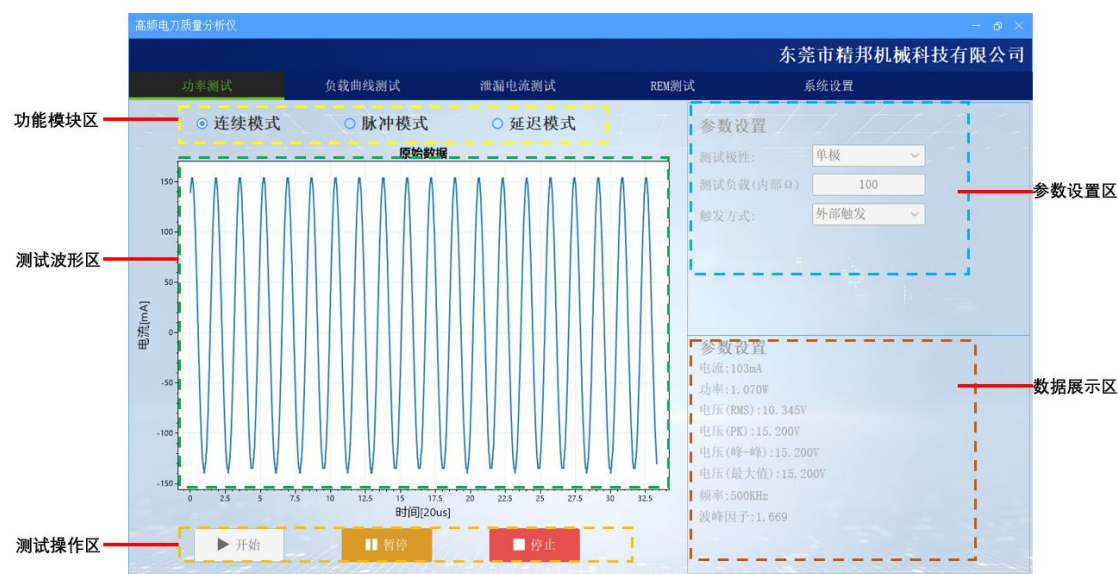 高频电刀质量分析仪
东莞市精邦机械科技有限公司
功率测试 负载曲线测试 泄漏电流测试 REM测试 系统设置
功能模块区
连续模式 脉冲模式 延迟模式
原始数据
测试波形区
电流[mA]
150
100
50
0
-50
-100
-150
0 2.5 5 7.5 10 12.5 15 17.5 20 22.5 25 27.5 30 32.5
时间[20us]
测试操作区
开始 暂停 停止
参数设置
测试极性: 单极
测试负载(内部Ω) 100
触发方式: 外部触发
参数设置区
参数设置
电流:103mA
功率:1.070W
电压(RMS):10.345V
电压(PK):15.200V
电压(峰-峰):15.200V
电压(最大值):15.200V
频率:500KHz
波峰因子:1.669
数据展示区